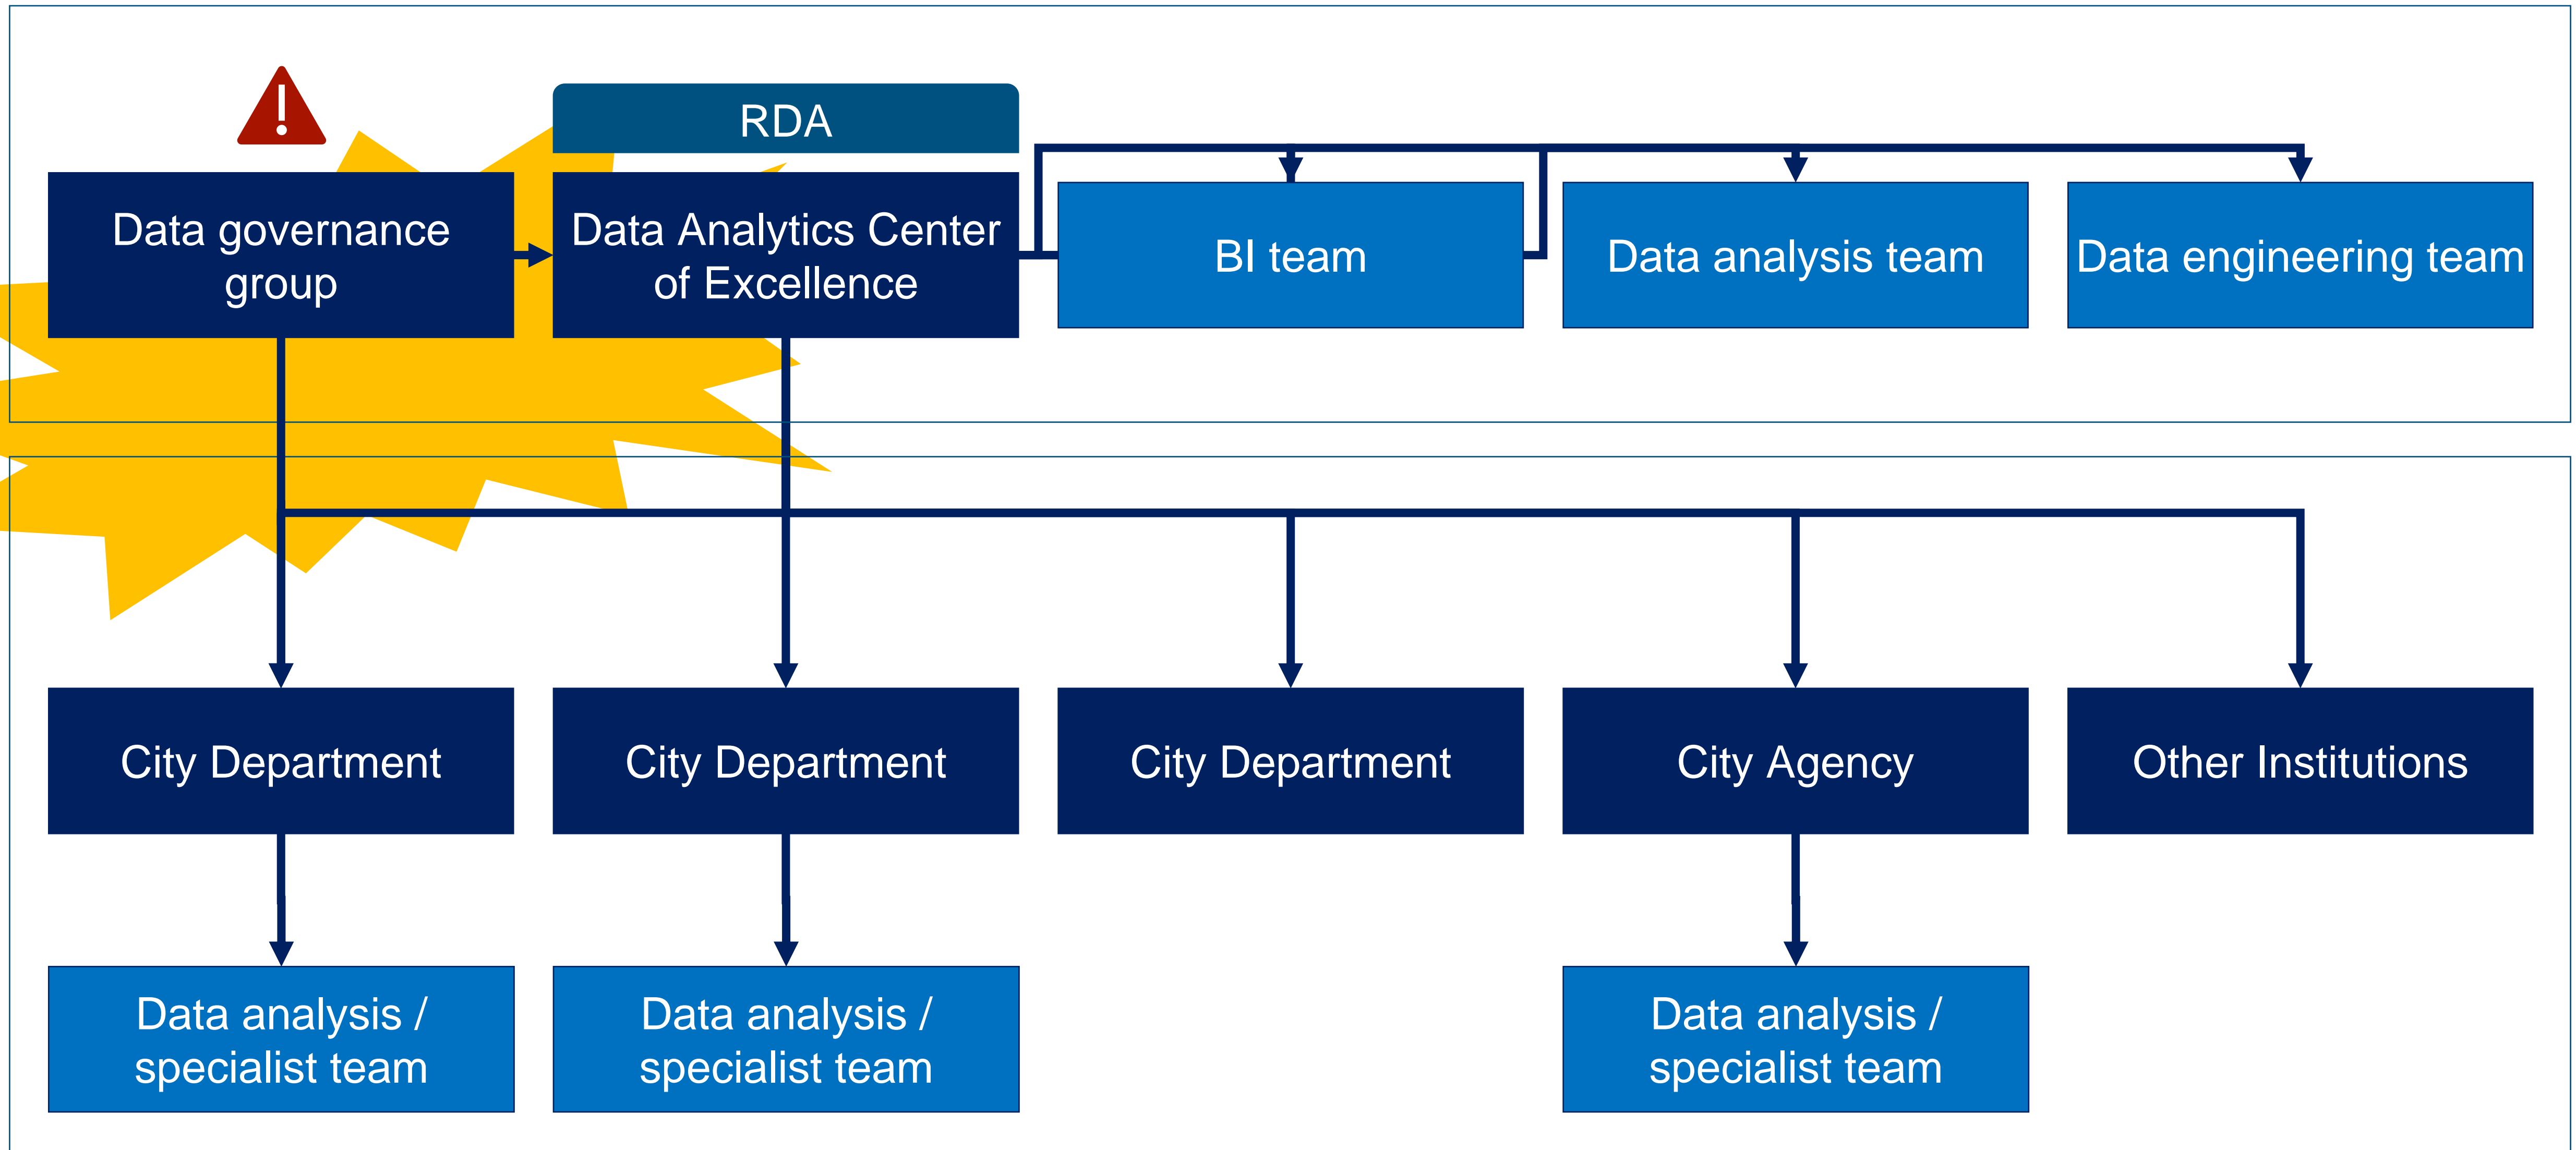 RDA
Data governance
group
Data Analytics Center
of Excellence
BI team
Data analysis team
Data engineering team
City Department
City Department
City Department
City Agency
Other Institutions
Data analysis /
specialist team
Data analysis /
specialist team
Data analysis /
specialist team